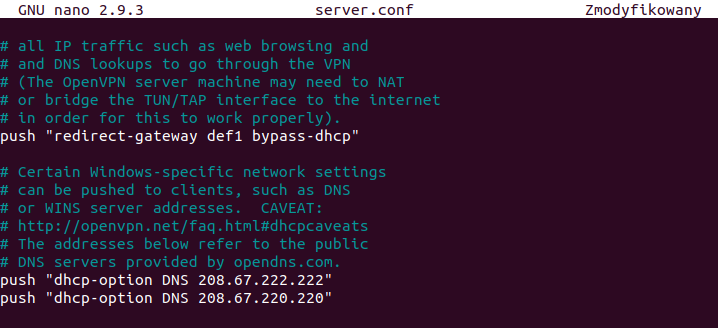 GNU nano 2.9.3 server.conf Zmodyfikowany
# all IP traffic such as web browsing and
# and DNS lookups to go through the VPN
# (The OpenVPN server machine may need to NAT
# or bridge the TUN/TAP interface to the internet
# in order for this to work properly).
push "redirect-gateway def1 bypass-dhcp"
# Certain Windows-specific network settings
# can be pushed to clients, such as DNS
# or WINS server addresses.  CAVEAT:
# http://openvpn.net/faq.html#dhcpcaveats
# The addresses below refer to the public
# DNS servers provided by opendns.com.
push "dhcp-option DNS 208.67.222.222"
push "dhcp-option DNS 208.67.220.220"